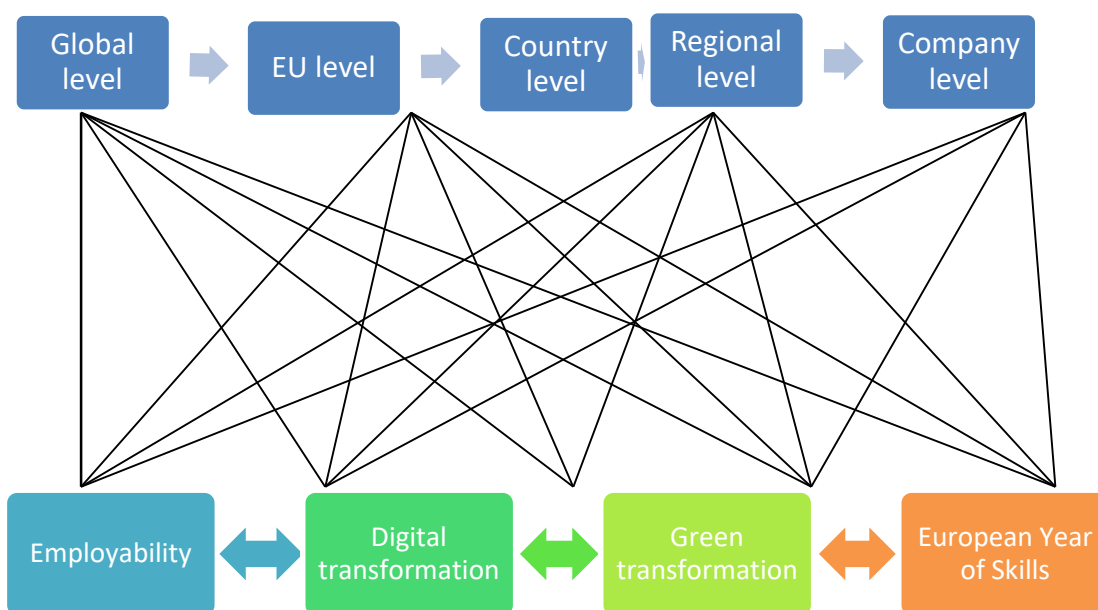 Global
level
EU level
Country
level
Regional
level
Company
level
Employability
Digital
transformation
Green
transformation
European Year
of Skills